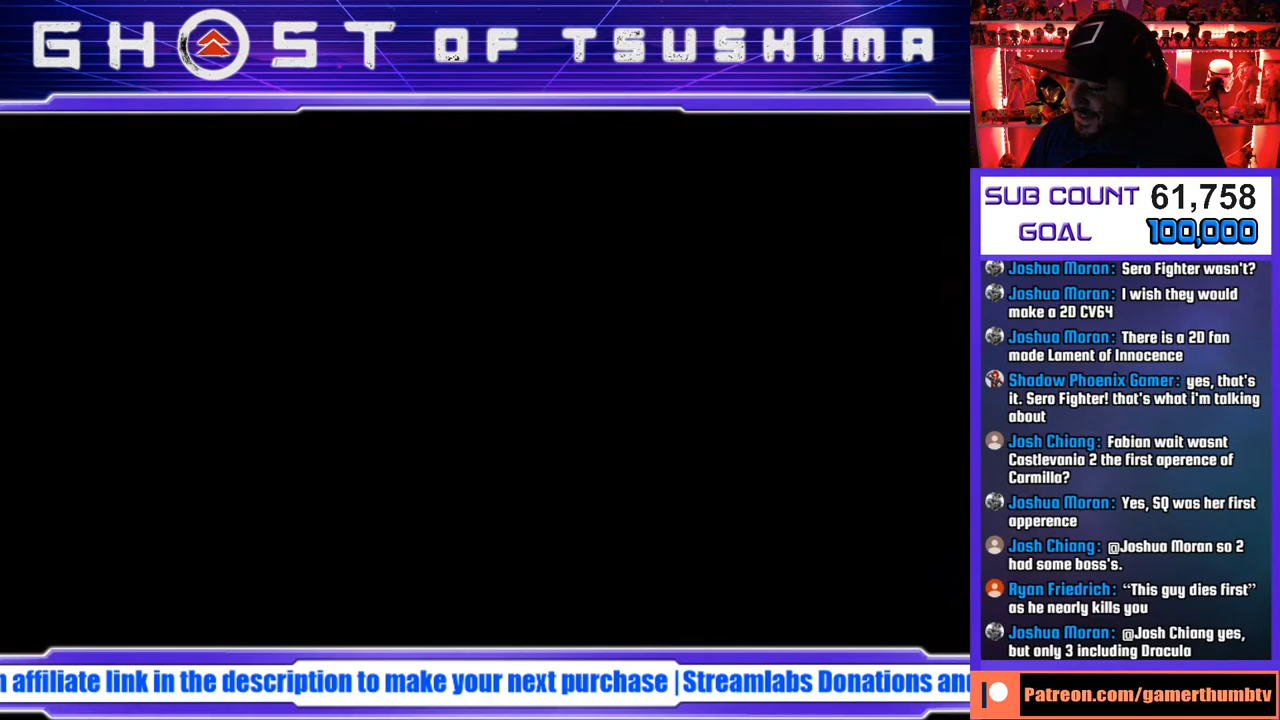 GHOST OF TSUSHIMA
SUB COUNT 61,758
GOAL 100,000
Joshua Moran: Sero Fighter wasn't?
Joshua Moran: I wish they would
make a 2D CV64
Joshua Moran: There is a 2D fan
made Lament of Innocence
Shadow Phoenix Gamer: yes, that's
it. Sero Fighter! that's what i'm talking
about
Josh Chiang: Fabian wait wasnt
Castlevania 2 the first aperence of
Carmilla?
Joshua Moran: Yes, SQ was her first
apperence
Josh Chiang: @Joshua Moran so 2
had some boss's.
Ryan Friedrich: “This guy dies first”
as he nearly kills you
Joshua Moran: @Josh Chiang yes,
but only 3 including Dracula
affiliate link in the description to make your next purchase | Streamlabs Donations
Patreon.com/gamerthumbtv